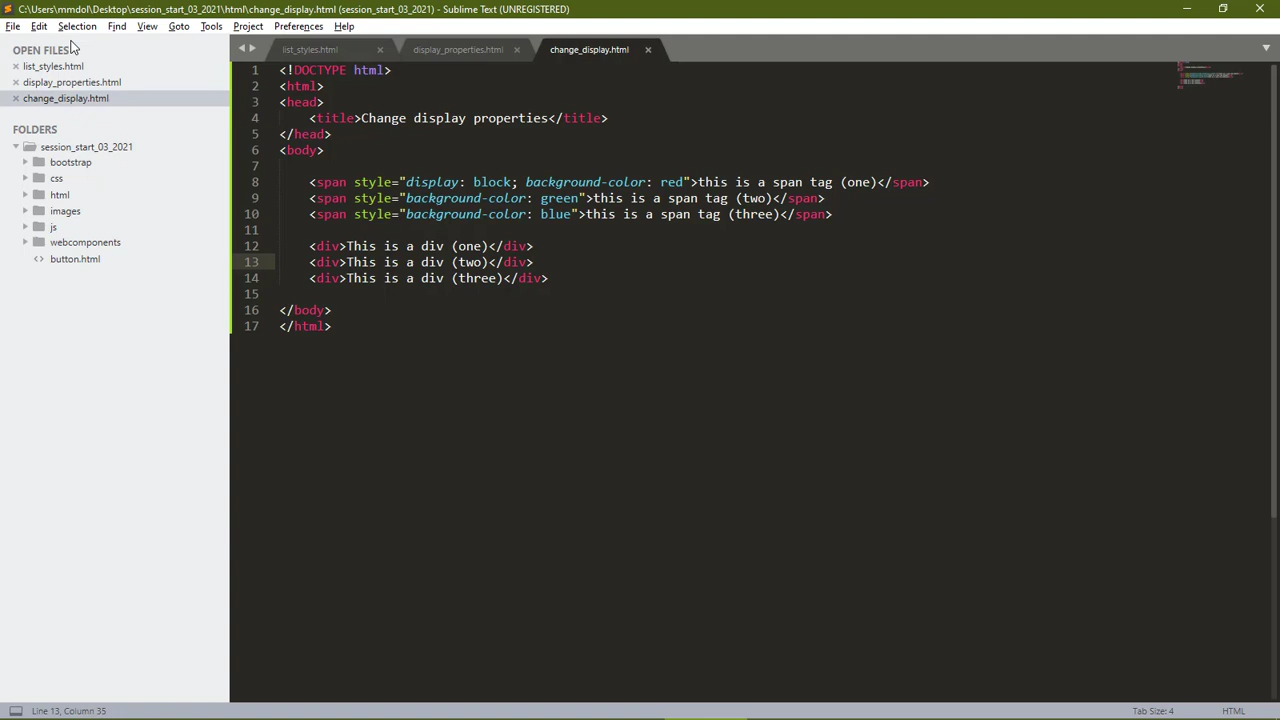 C:\Users\mmdol\Desktop\session_start_03_2021\html\change_display.html (session_start_03_2021) - Sublime Text (UNREGISTERED)
File Edit Selection Find View Goto Tools Project Preferences Help
OPEN FILES
list_styles.html
display_properties.html
change_display.html
FOLDERS
session_start_03_2021
bootstrap
css
html
images
js
webcomponents
button.html
list_styles.html display_properties.html change_display.html
1 <!DOCTYPE html>
2 <html>
3 <head>
4 <title>Change display properties</title>
5 </head>
6 <body>
7
8 <span style="display: block; background-color: red">this is a span tag (one)</span>
9 <span style="background-color: green">this is a span tag (two)</span>
10 <span style="background-color: blue">this is a span tag (three)</span>
11
12 <div>This is a div (one)</div>
13 <div>This is a div (two)</div>
14 <div>This is a div (three)</div>
15
16 </body>
17 </html>
Line 13, Column 35
Tab Size: 4
HTML